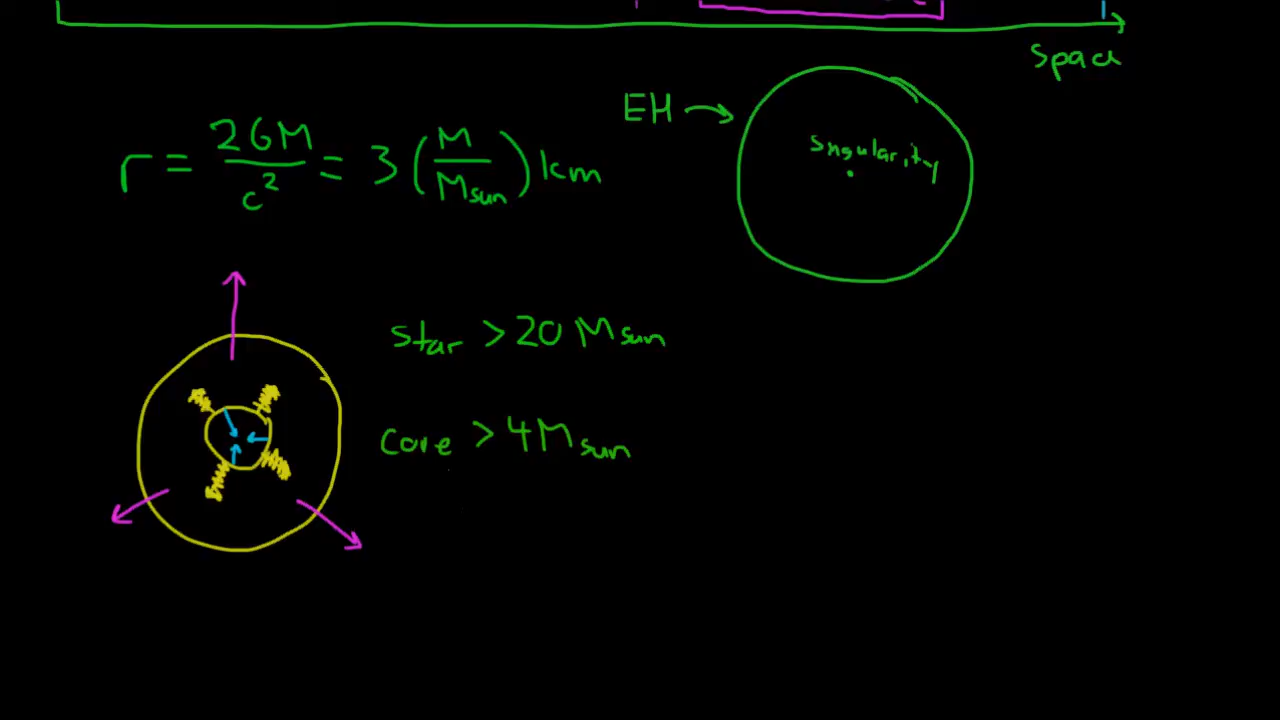 Space
EH
Singularity
r = 2GM/c² = 3 (M/Msun) km
Star > 20 Msun
Core > 4 Msun